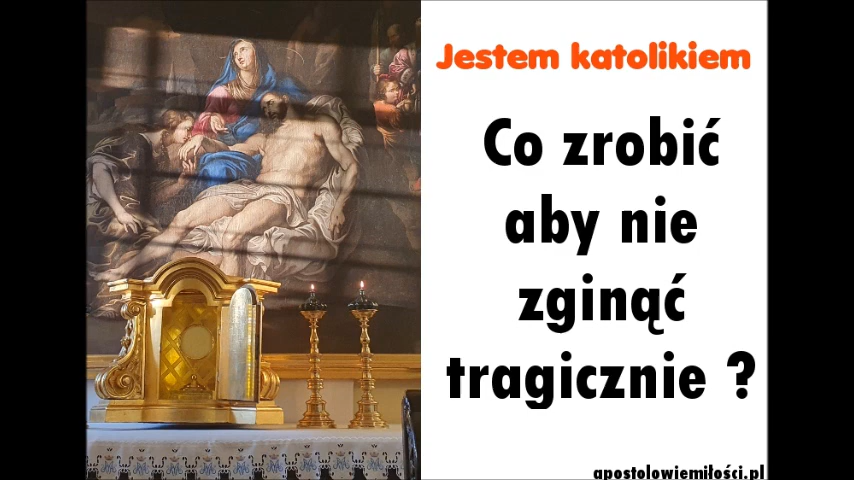 Jestem katolikiem
Co zrobić
aby nie
zginąć
tragicznie ?
apostolowiemiłości.pl